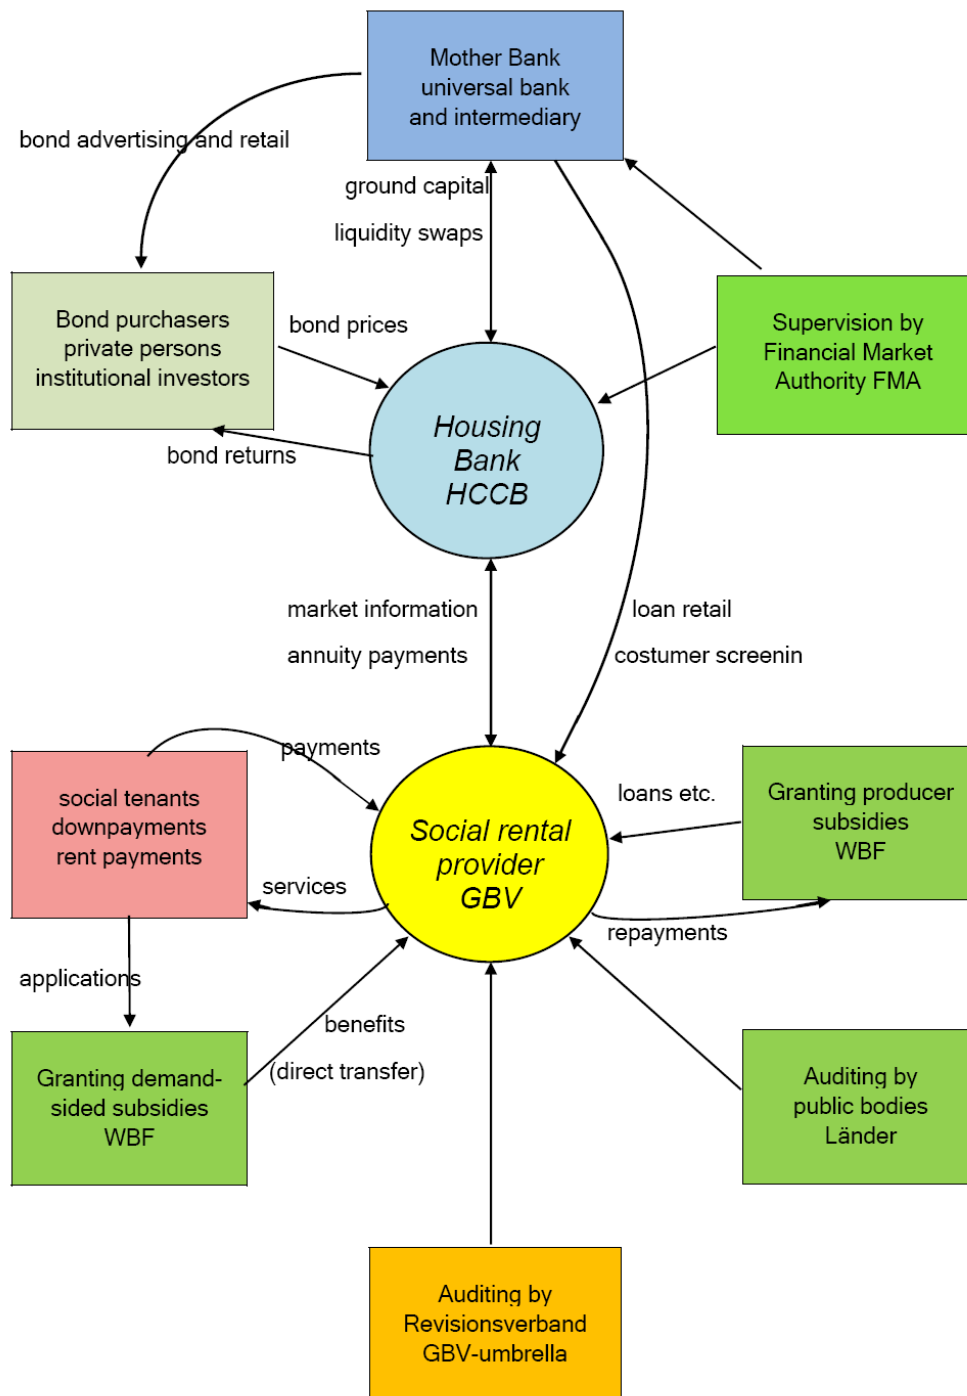 Mother Bank
universal bank
and intermediary
bond advertising and retail
ground capital
liquidity swaps
Bond purchasers
private persons
institutional investors
bond prices
Supervision by
Financial Market
Authority FMA
Housing
Bank
HCCB
bond returns
market information
annuity payments
loan retail
costumer screenin
payments
social tenants
downpayments
rent payments
loans etc.
Granting producer
subsidies
WBF
Social rental
provider
GBV
services
repayments
applications
benefits
(direct transfer)
Granting demand-
sided subsidies
WBF
Auditing by
public bodies
Länder
Auditing by
Revisionsverband
GBV-umbrella